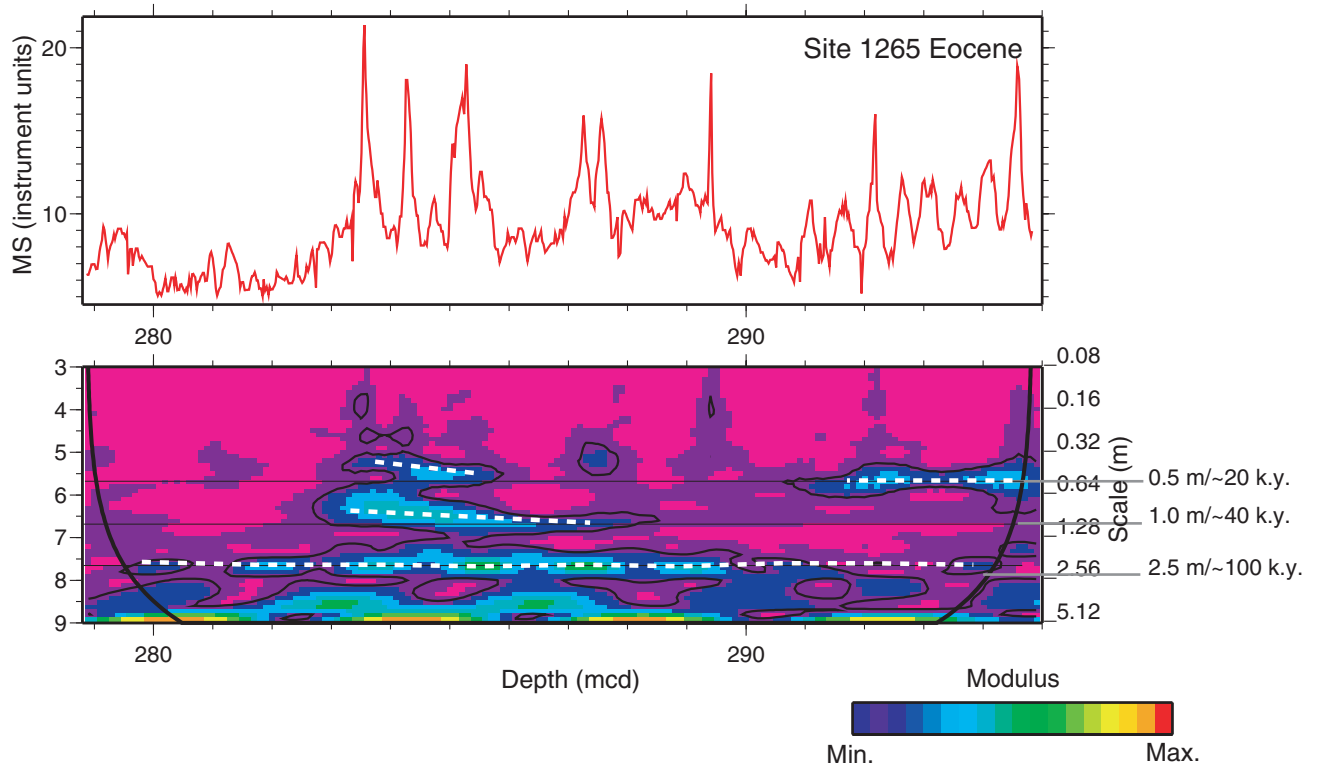 MS (instrument units)
20
10
Site 1265 Eocene
280
290
3
4
5
6
7
8
9
0.08
0.16
0.32
0.64
1.28
2.56
5.12
Scale (m)
0.5 m/~20 k.y.
1.0 m/~40 k.y.
2.5 m/~100 k.y.
280
290
Depth (mcd)
Modulus
Min.
Max.